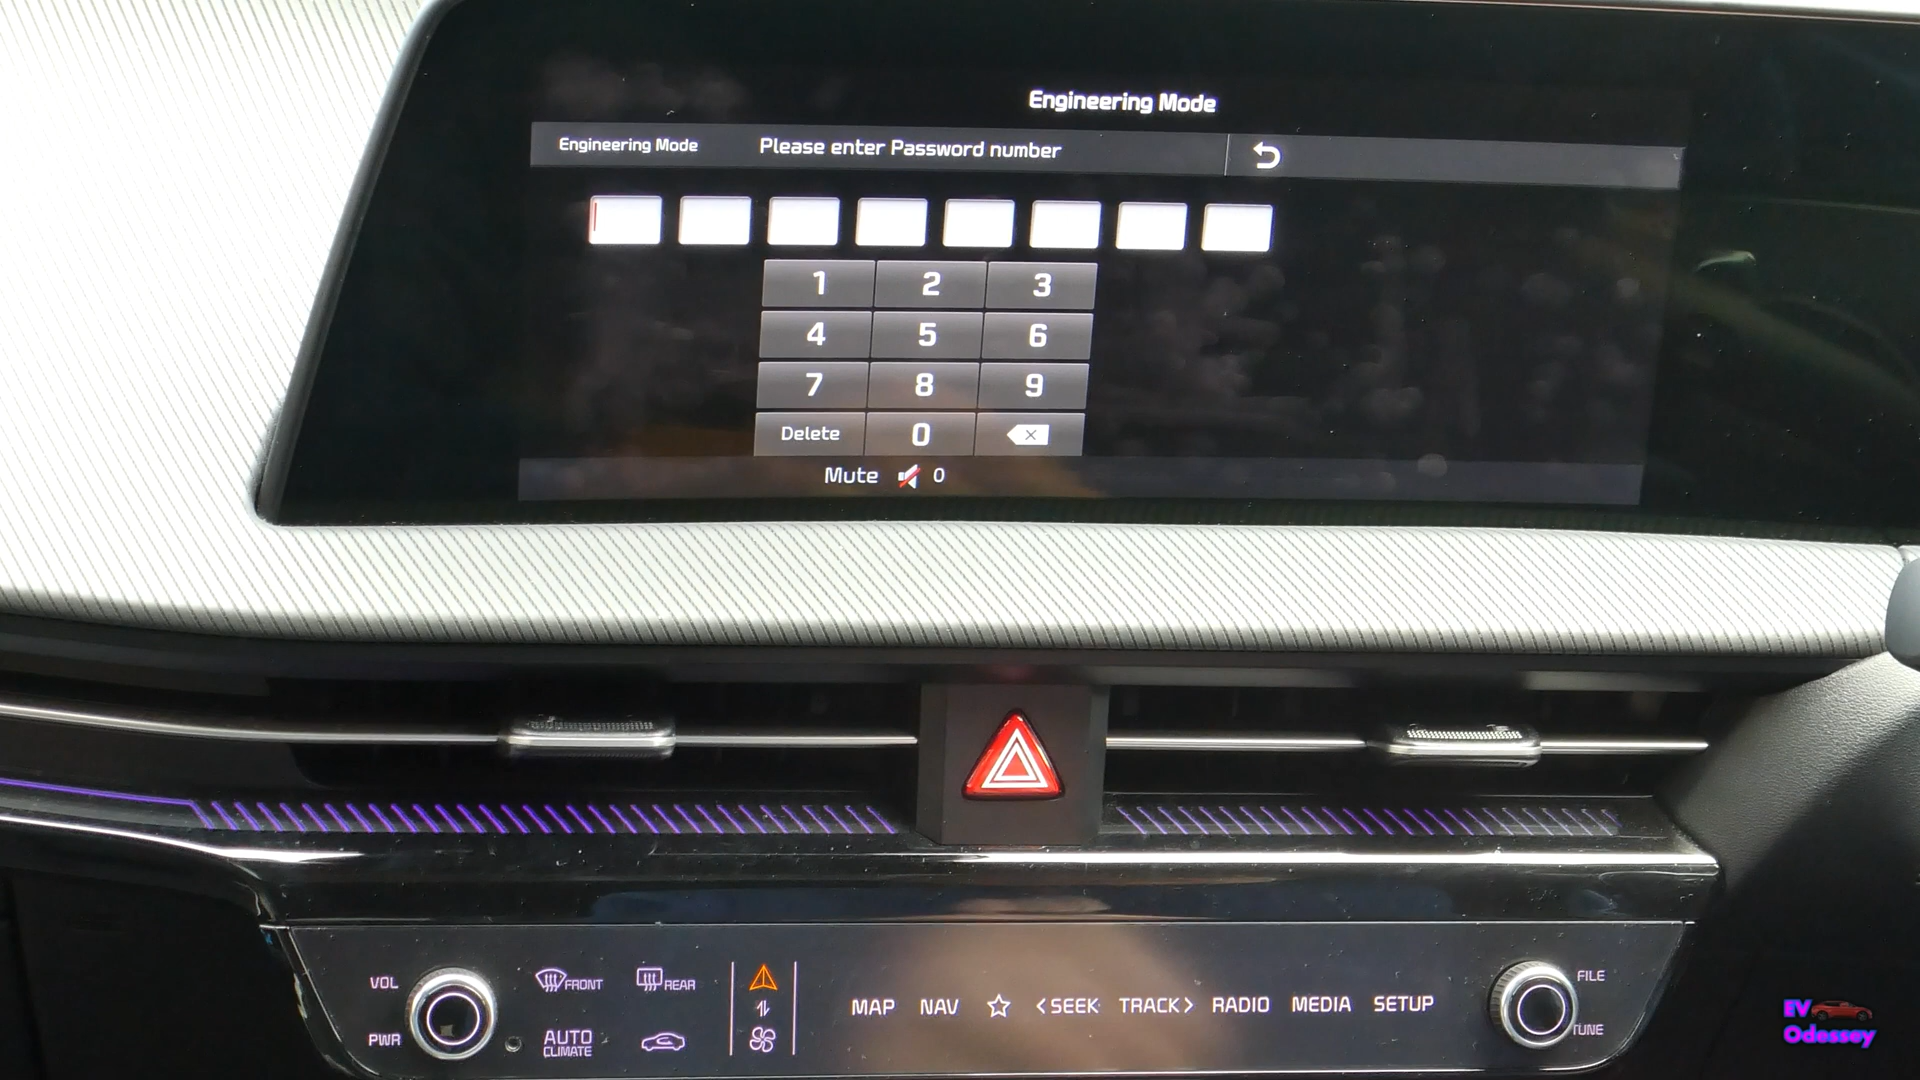 Engineering Mode
Engineering Mode Please enter Password number
1 2 3
4 5 6
7 8 9
Delete 0
Mute 0
VOL FRONT REAR FILE
MAP NAV < SEEK TRACK > RADIO MEDIA SETUP
PWR AUTO CLIMATE TUNE
EV
Odessey